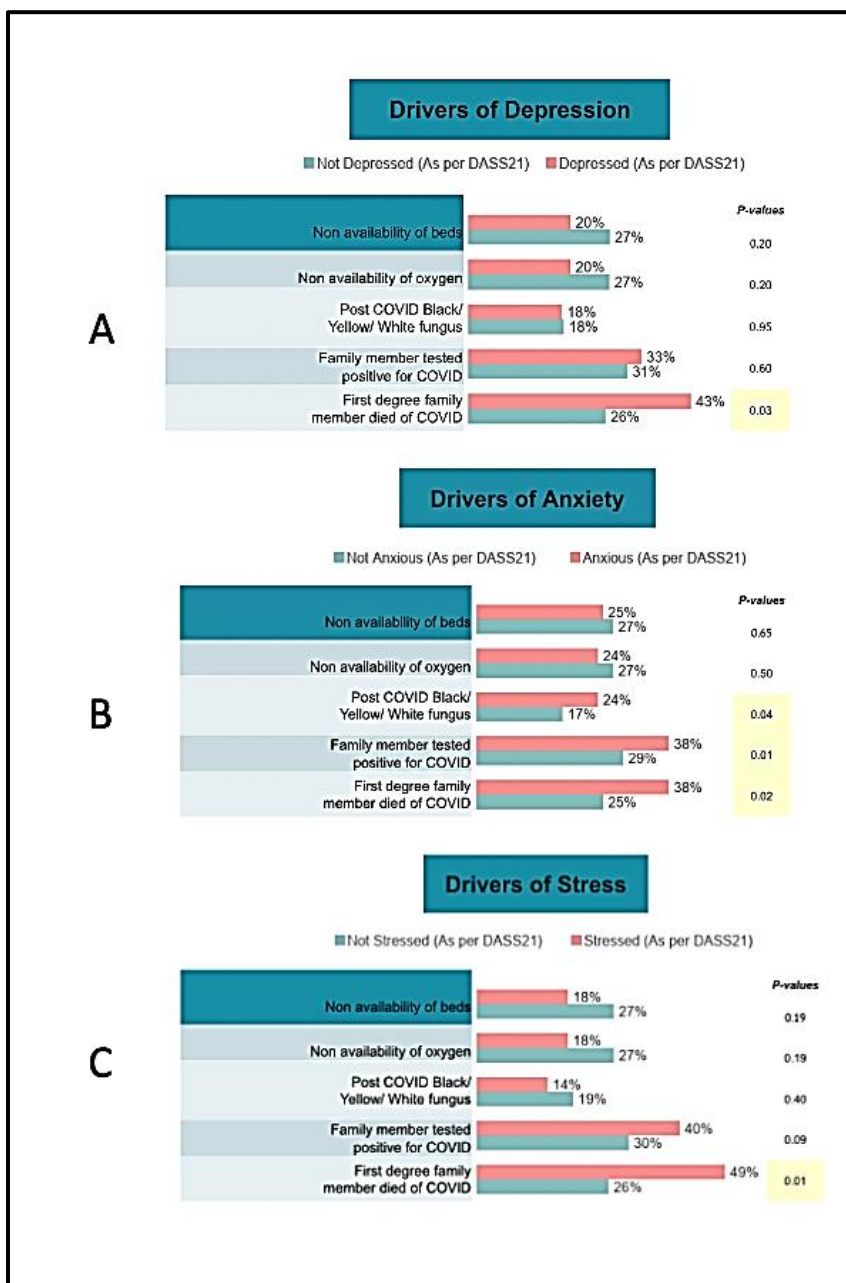 Drivers of Depression
Not Depressed (As per DASS21) Depressed (As per DASS21)
P-values
Non availability of beds 20% 27% 0.20
Non availability of oxygen 20% 27% 0.20
Post COVID Black/
Yellow/ White fungus 18% 18% 0.95
A
Family member tested
positive for COVID 33% 31% 0.60
First degree family
member died of COVID 43% 26% 0.03
Drivers of Anxiety
Not Anxious (As per DASS21) Anxious (As per DASS21)
P-values
Non availability of beds 25% 27% 0.65
Non availability of oxygen 24% 27% 0.50
Post COVID Black/
Yellow/ White fungus 24% 17% 0.04
B
Family member tested
positive for COVID 38% 29% 0.01
First degree family
member died of COVID 38% 25% 0.02
Drivers of Stress
Not Stressed (As per DASS21) Stressed (As per DASS21)
P-values
Non availability of beds 18% 27% 0.19
Non availability of oxygen 18% 27% 0.19
C
Post COVID Black/
Yellow/ White fungus 14% 19% 0.40
Family member tested
positive for COVID 40% 30% 0.09
First degree family
member died of COVID 49% 26% 0.01